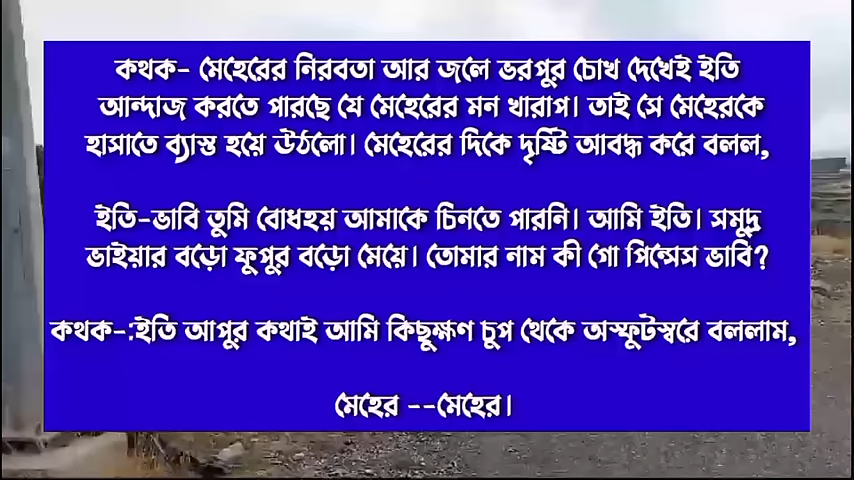 কথক- মেহেরের নিরবতা আর জলে ভরপুর চোখ দেখেই ইতি
আন্দাজ করতে পারছে যে মেহেরের মন খারাপ। তাই সে মেহেরকে
হাসাতে ব্যাস্ত হয়ে উঠলো। মেহেরের দিকে দৃষ্টি আবদ্ধ করে বলল,
ইতি-ভাবি তুমি বোধহয় আমাকে চিনতে পারনি। আমি ইতি। সমুদ্র
ভাইয়ার বড়ো ফুপুর বড়ো মেয়ে। তোমার নাম কী গো পিন্সেস ভাবি?
কথক-:ইতি আপুর কথাই আমি কিছুক্ষণ চুপ থেকে অস্ফুটস্বরে বললাম,
মেহের --মেহের।